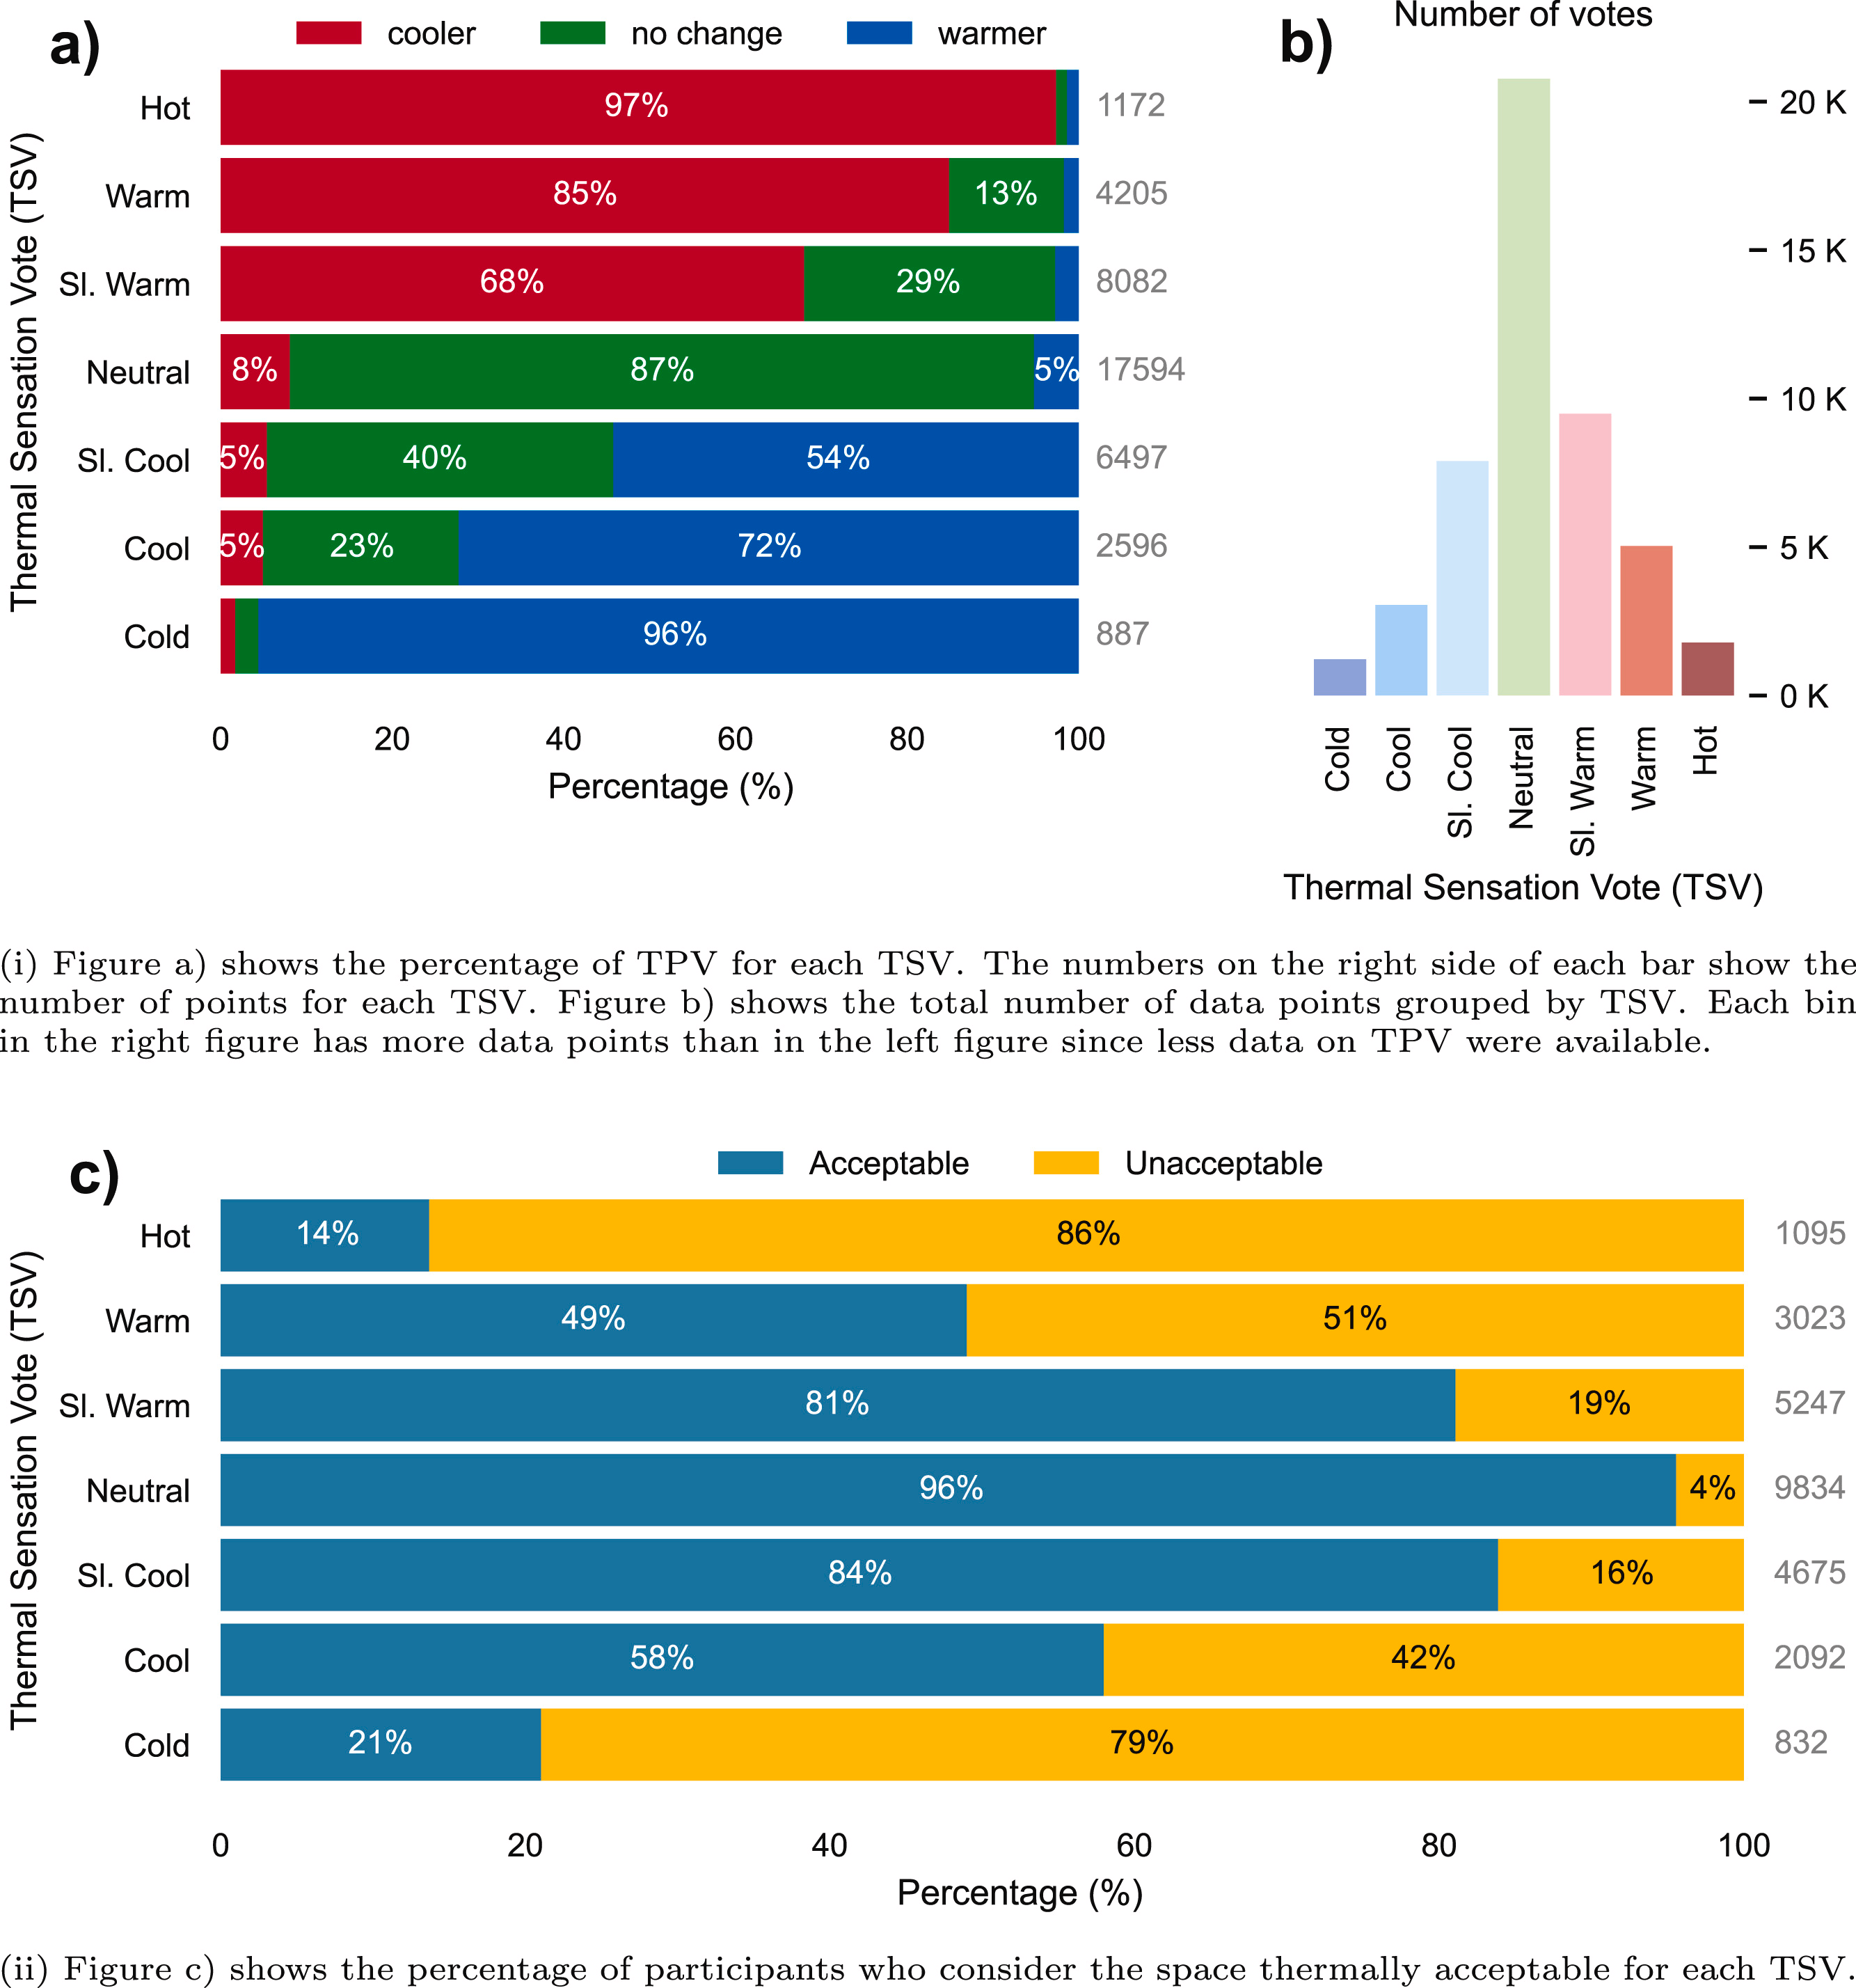 a)
cooler no change warmer
Thermal Sensation Vote (TSV)
Hot 97% 1172
Warm 85% 13% 4205
Sl. Warm 68% 29% 8082
Neutral 8% 87% 5% 17594
Sl. Cool 5% 40% 54% 6497
Cool 5% 23% 72% 2596
Cold 96% 887
0 20 40 60 80 100
Percentage (%)
b)
Number of votes
20 K
15 K
10 K
5 K
0 K
Cold Cool Sl. Cool Neutral Sl. Warm Warm Hot
Thermal Sensation Vote (TSV)
(i) Figure a) shows the percentage of TPV for each TSV. The numbers on the right side of each bar show the
number of points for each TSV. Figure b) shows the total number of data points grouped by TSV. Each bin
in the right figure has more data points than in the left figure since less data on TPV were available.
c)
Acceptable Unacceptable
Thermal Sensation Vote (TSV)
Hot 14% 86% 1095
Warm 49% 51% 3023
Sl. Warm 81% 19% 5247
Neutral 96% 4% 9834
Sl. Cool 84% 16% 4675
Cool 58% 42% 2092
Cold 21% 79% 832
0 20 40 60 80 100
Percentage (%)
(ii) Figure c) shows the percentage of participants who consider the space thermally acceptable for each TSV.